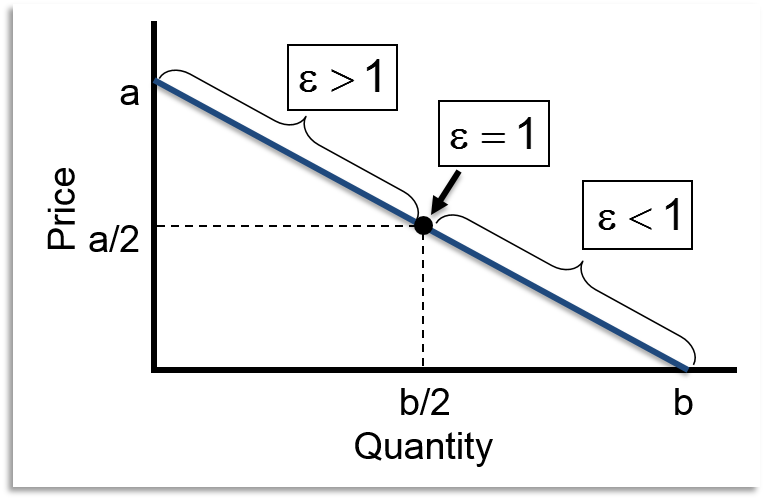 ε > 1
a
ε = 1
ε < 1
Price
a/2
b/2
b
Quantity